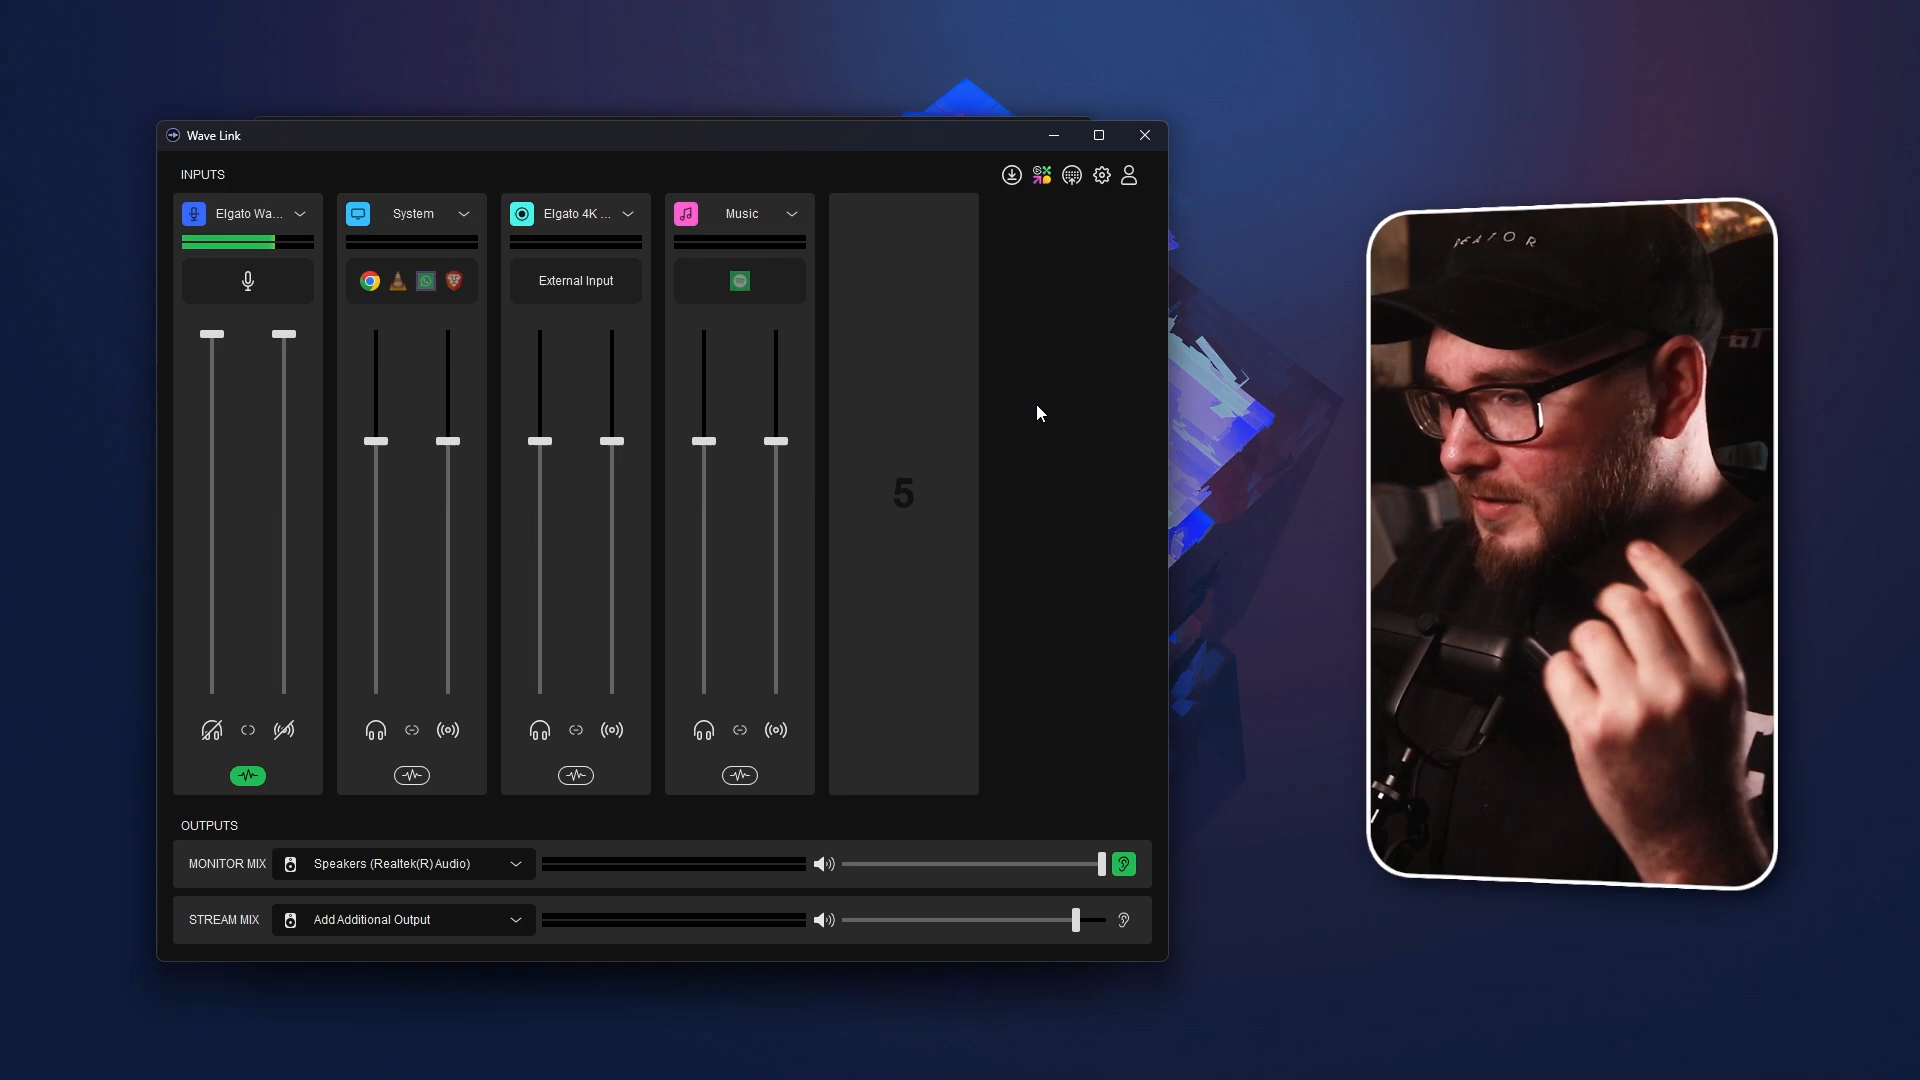 Wave Link
INPUTS
Elgato Wa...
System
Elgato 4K ...
Music
External Input
5
OUTPUTS
MONITOR MIX
Speakers (Realtek(R) Audio)
STREAM MIX
Add Additional Output